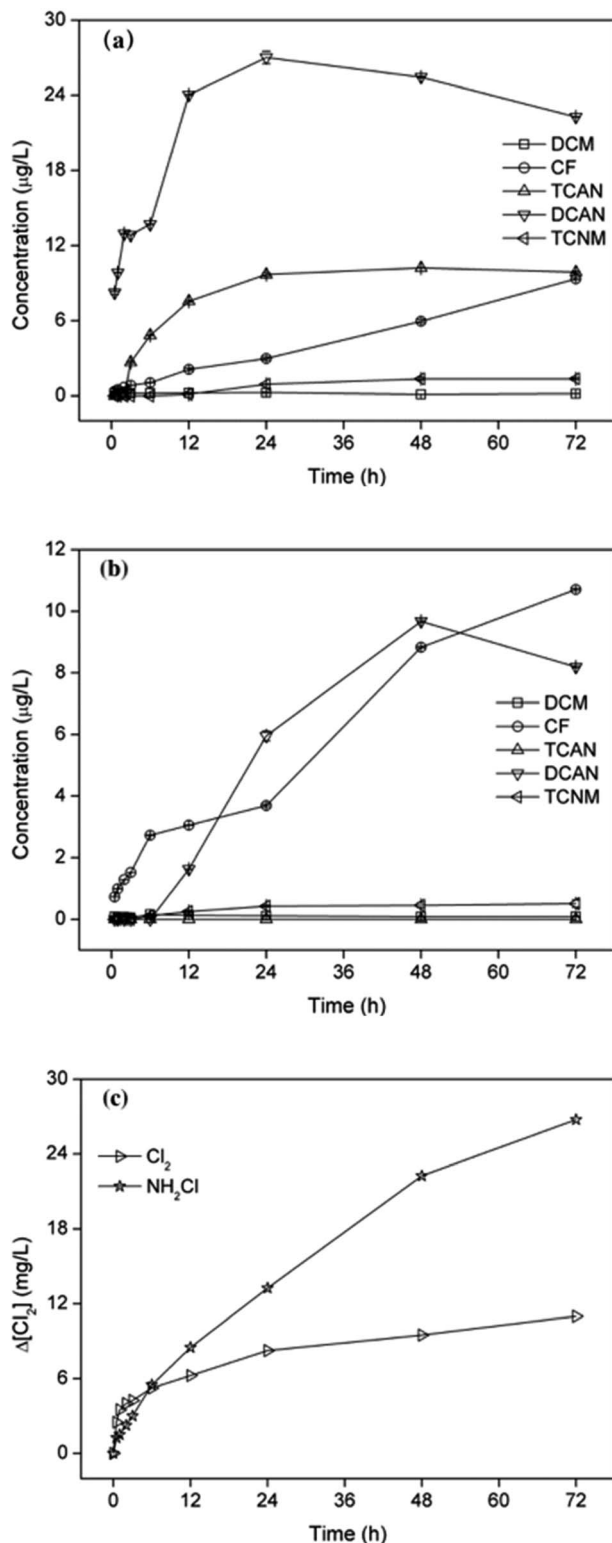 (a)
30
24
18
12
6
0
Concentration (μg/L)
DCM
CF
TCAN
DCAN
TCNM
0 12 24 36 48 60 72
Time (h)
(b)
12
10
8
6
4
2
0
Concentration (μg/L)
DCM
CF
TCAN
DCAN
TCNM
0 12 24 36 48 60 72
Time (h)
(c)
30
24
18
12
6
0
Δ[Cl₂] (mg/L)
Cl₂
NH₂Cl
0 12 24 36 48 60 72
Time (h)